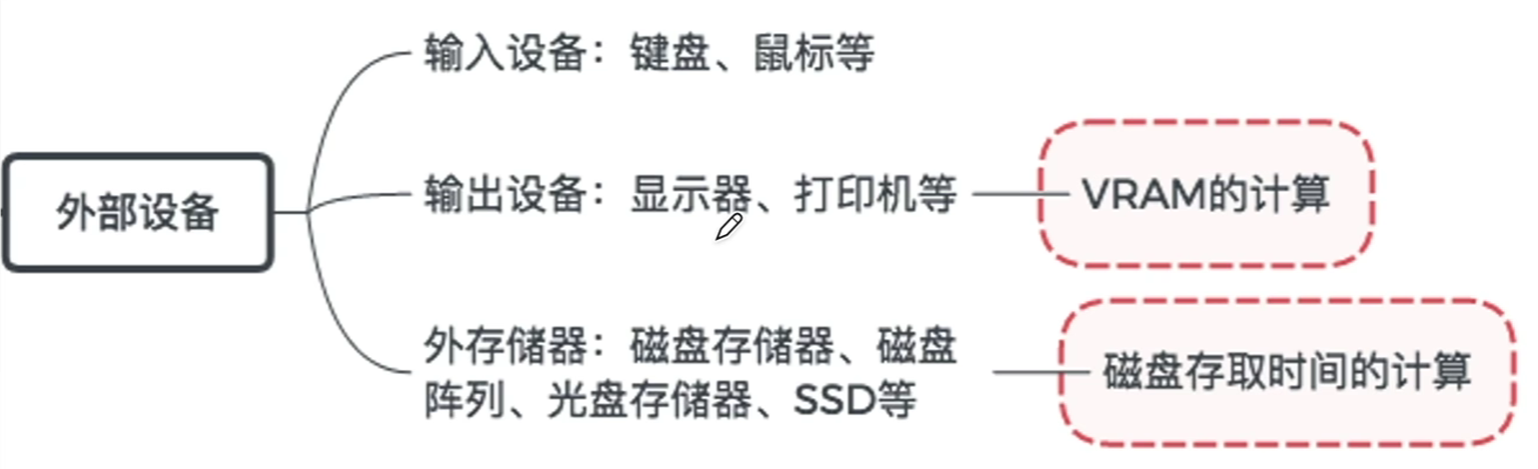 外部设备
输入设备：键盘、鼠标等
输出设备：显示器、打印机等
VRAM的计算
外存储器：磁盘存储器、磁盘
阵列、光盘存储器、SSD等
磁盘存取时间的计算